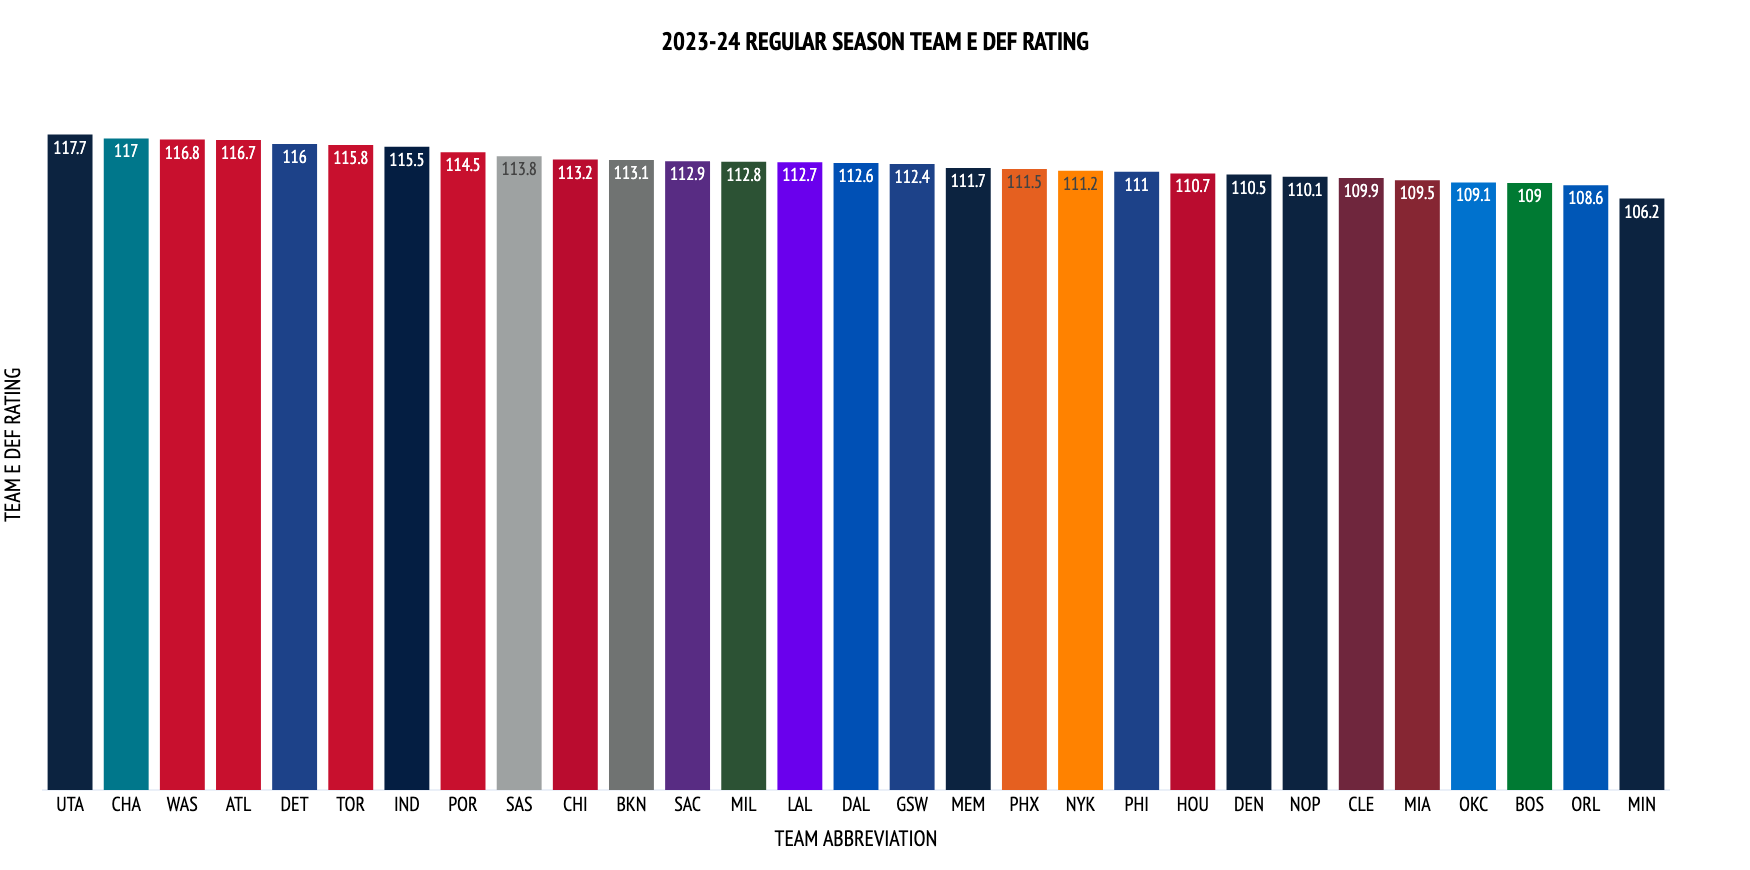 2023-24 REGULAR SEASON TEAM E DEF RATING
117.7 117 116.8 116.7 116 115.8 115.5 114.5 113.8 113.2 113.1 112.9 112.8 112.7 112.6 112.4 111.7 111.5 111.2 111 110.7 110.5 110.1 109.9 109.5 109.1 109 108.6 106.2
TEAM E DEF RATING
UTA CHA WAS ATL DET TOR IND POR SAS CHI BKN SAC MIL LAL DAL GSW MEM PHX NYK PHI HOU DEN NOP CLE MIA OKC BOS ORL MIN
TEAM ABBREVIATION